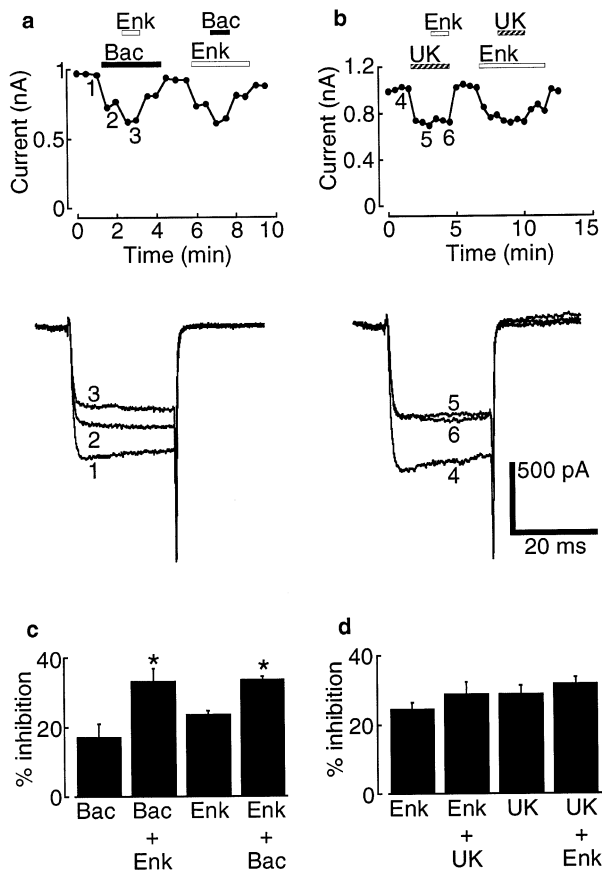 a
Enk
Bac
Bac
Enk
Current (nA)
1
0.5
0
1
2
3
0 2 4 6 8 10
Time (min)
b
Enk
UK
UK
Enk
Current (nA)
1.2
0.8
0.4
0
4
5
6
0 5 10 15
Time (min)
3
2
1
5
6
4
500 pA
20 ms
c
% inhibition
40
20
0
*
*
Bac Bac + Enk Enk Enk + Bac
d
% inhibition
40
20
0
Enk Enk + UK UK UK + Enk